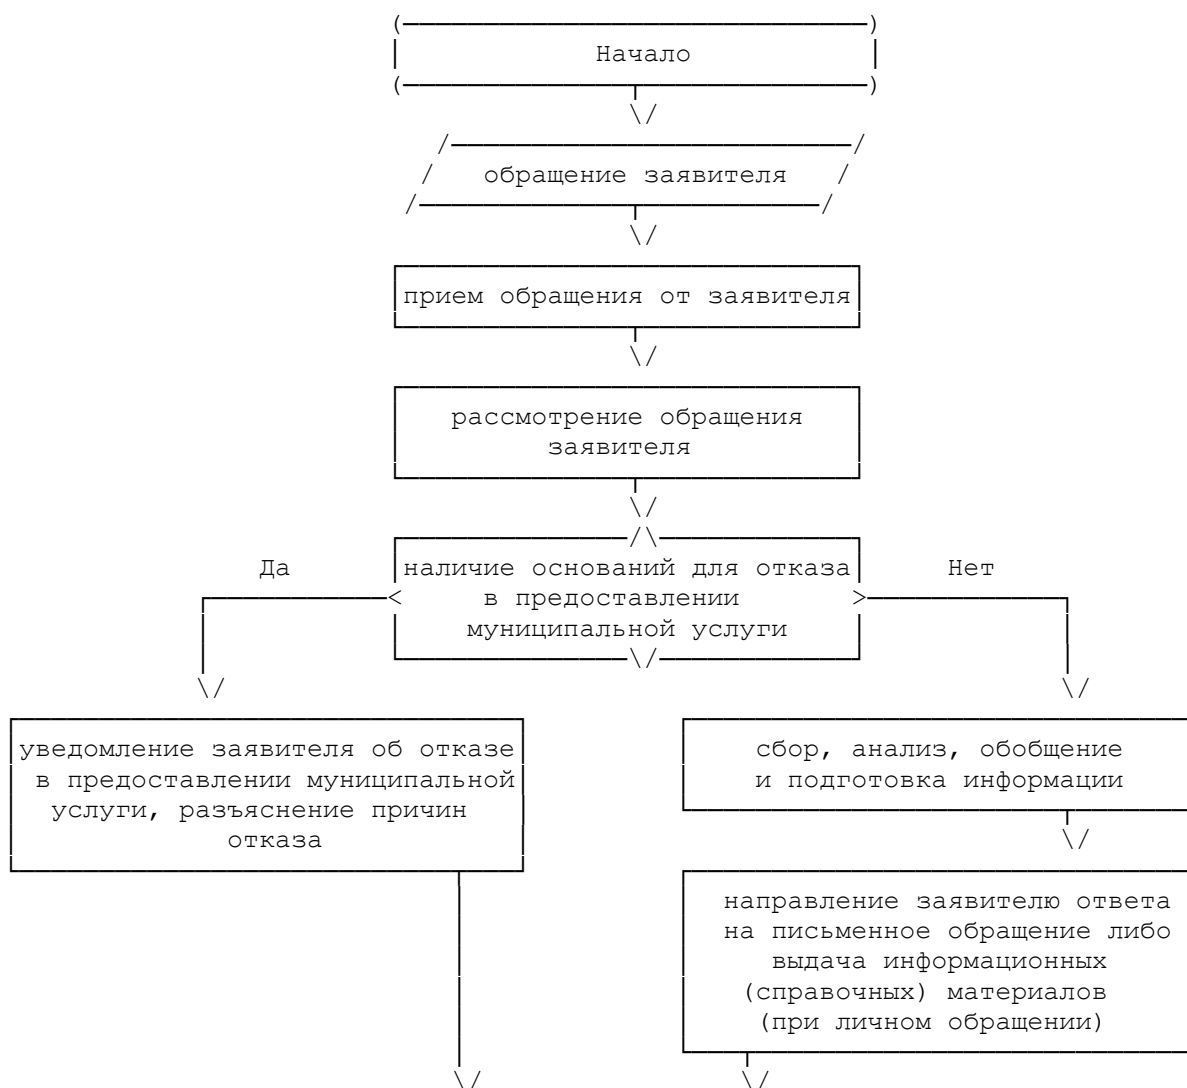 Начало
обращение заявителя
прием обращения от заявителя
рассмотрение обращения
заявителя
Да
наличие оснований для отказа
Нет
в предоставлении
муниципальной услуги
уведомление заявителя об отказе
в предоставлении муниципальной
услуги, разъяснение причин
отказа
сбор, анализ, обобщение
и подготовка информации
направление заявителю ответа
на письменное обращение либо
выдача информационных
(справочных) материалов
(при личном обращении)